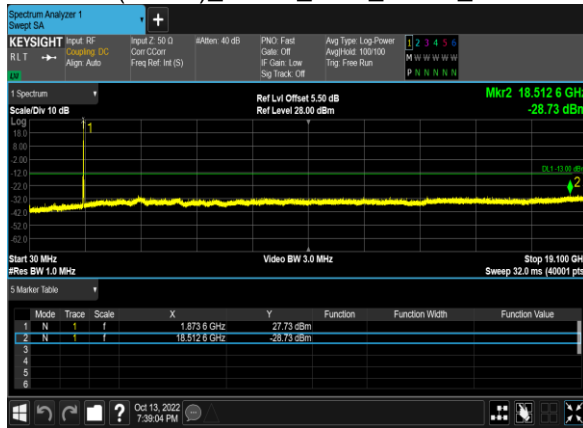 Spectrum Analyzer 1
Swept SA
KEYSIGHT Input: RF Input Z: 50 Ω #Atten: 40 dB PNO: Fast Avg Type: Log-Power 1 2 3 4 5 6
RLT Coupling: DC Corr CCorr Gate: Off Avg|Hold: 100/100 M W W W W W
Align: Auto Freq Ref: Int (S) IF Gain: Low Trig: Free Run
Sig Track: Off P N N N N N
1 Spectrum Ref Lvl Offset 5.50 dB Mkr2 18.512 6 GHz
Scale/Div 10 dB Ref Level 28.00 dBm -28.73 dBm
Log
18.0 1
8.00
-2.00
-12.0 DL1 -13.00 dBm
-22.0 2
-32.0
-42.0
-52.0
-62.0
Start 30 MHz Video BW 3.0 MHz Stop 19.100 GH
#Res BW 1.0 MHz Sweep 32.0 ms (40001 pts
5 Marker Table
Mode Trace Scale X Y Function Function Width Function Value
1 N 1 f 1.873 6 GHz 27.73 dBm
2 N 1 f 18.512 6 GHz -28.73 dBm
3
4
5
6
? Oct 13, 2022
7:39:04 PM